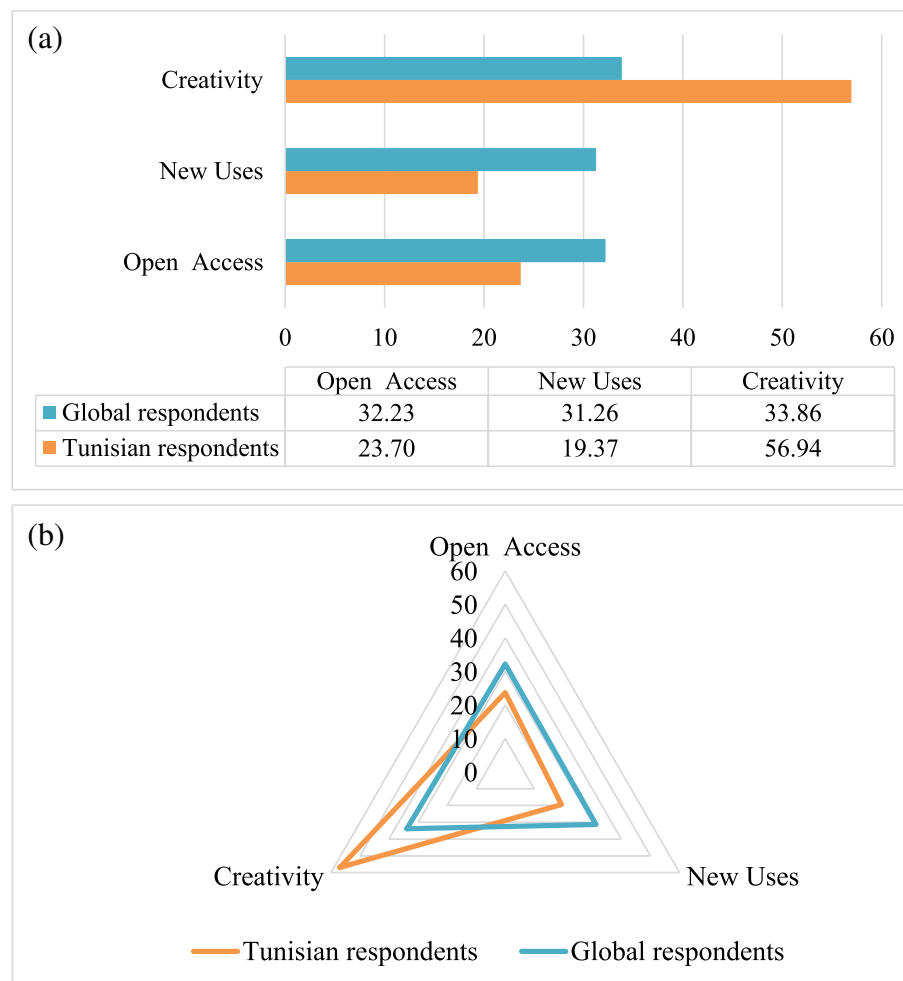 (a)
Creativity
New Uses
Open Access
0 10 20 30 40 50 60
Open Access New Uses Creativity
Global respondents 32.23 31.26 33.86
Tunisian respondents 23.70 19.37 56.94
(b)
Open Access
60
50
40
30
20
10
0
Creativity New Uses
Tunisian respondents Global respondents